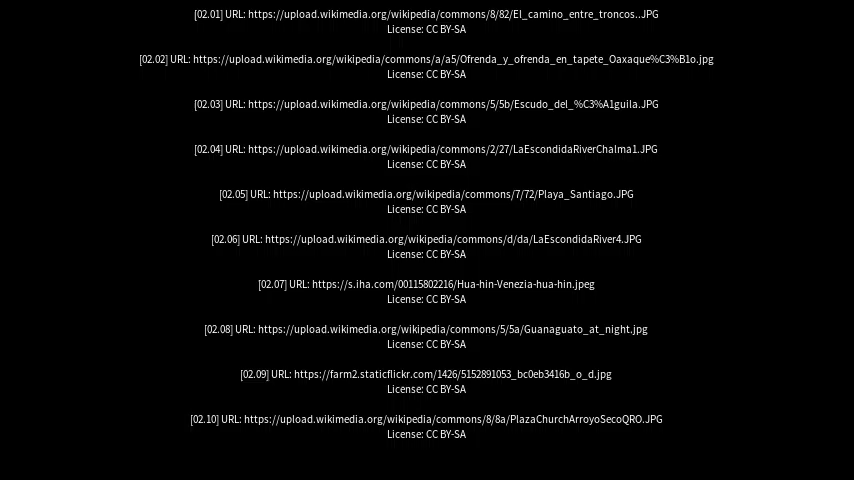 [02.01] URL: https://upload.wikimedia.org/wikipedia/commons/8/82/El_camino_entre_troncos..JPG
License: CC BY-SA
[02.02] URL: https://upload.wikimedia.org/wikipedia/commons/a/a5/Ofrenda_y_ofrenda_en_tapete_Oaxaque%C3%B1o.jpg
License: CC BY-SA
[02.03] URL: https://upload.wikimedia.org/wikipedia/commons/5/5b/Escudo_del_%C3%A1guila.JPG
License: CC BY-SA
[02.04] URL: https://upload.wikimedia.org/wikipedia/commons/2/27/LaEscondidaRiverChalma1.JPG
License: CC BY-SA
[02.05] URL: https://upload.wikimedia.org/wikipedia/commons/7/72/Playa_Santiago.JPG
License: CC BY-SA
[02.06] URL: https://upload.wikimedia.org/wikipedia/commons/d/da/LaEscondidaRiver4.JPG
License: CC BY-SA
[02.07] URL: https://s.iha.com/00115802216/Hua-hin-Venezia-hua-hin.jpeg
License: CC BY-SA
[02.08] URL: https://upload.wikimedia.org/wikipedia/commons/5/5a/Guanaguato_at_night.jpg
License: CC BY-SA
[02.09] URL: https://farm2.staticflickr.com/1426/5152891053_bc0eb3416b_o_d.jpg
License: CC BY-SA
[02.10] URL: https://upload.wikimedia.org/wikipedia/commons/8/8a/PlazaChurchArroyoSecoQRO.JPG
License: CC BY-SA